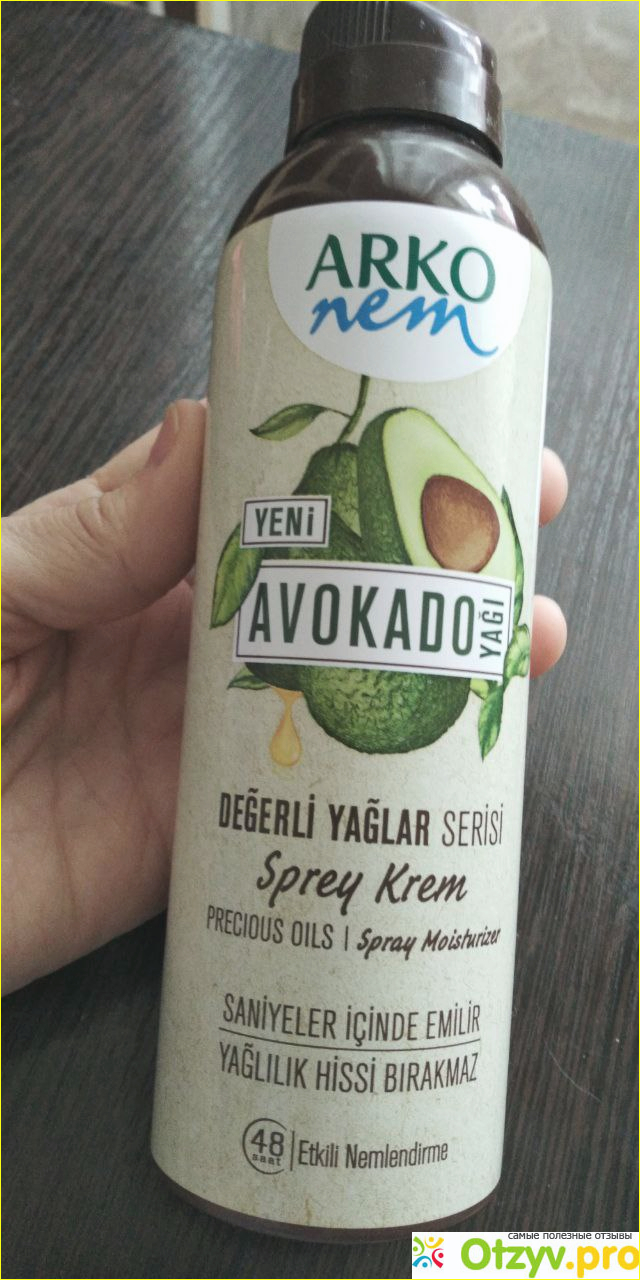 ARKO
nem
YENİ
AVOKADO YAĞI
DEĞERLİ YAĞLAR SERİSİ
Sprey Krem
PRECIOUS OILS | Spray Moisturizer
SANİYELER İÇİNDE EMİLİR
YAĞLILIK HİSSİ BIRAKMAZ
48 saat | Etkili Nemlendirme
самые полезные отзывы
Otzyv.pro